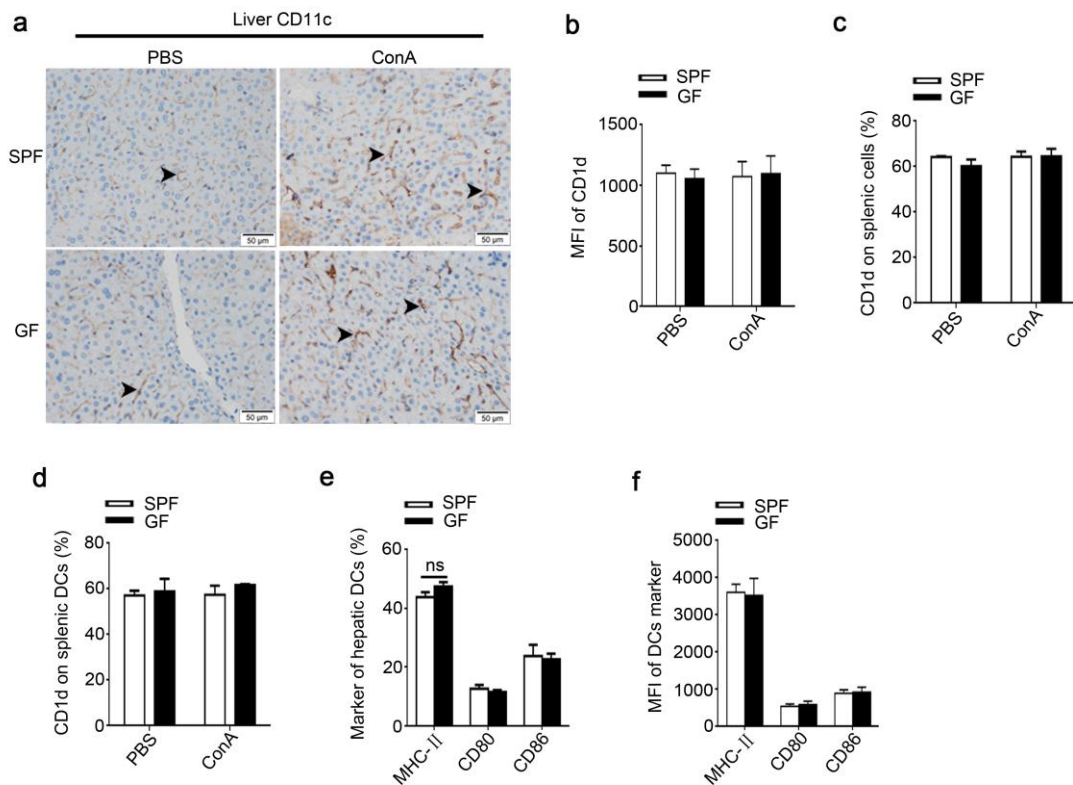 a
Liver CD11c
PBS
ConA
SPF
50 µm
50 µm
GF
50 µm
50 µm
b
SPF
GF
MFI of CD1d
1500
1000
500
0
PBS
ConA
c
SPF
GF
CD1d on splenic cells (%)
80
60
40
20
0
PBS
ConA
d
SPF
GF
CD1d on splenic DCs (%)
80
60
40
20
0
PBS
ConA
e
SPF
GF
Marker of hepatic DCs (%)
60
40
20
0
ns
MHC-Ⅱ
CD80
CD86
f
SPF
GF
MFI of DCs marker
5000
4000
3000
2000
1000
0
MHC-Ⅱ
CD80
CD86